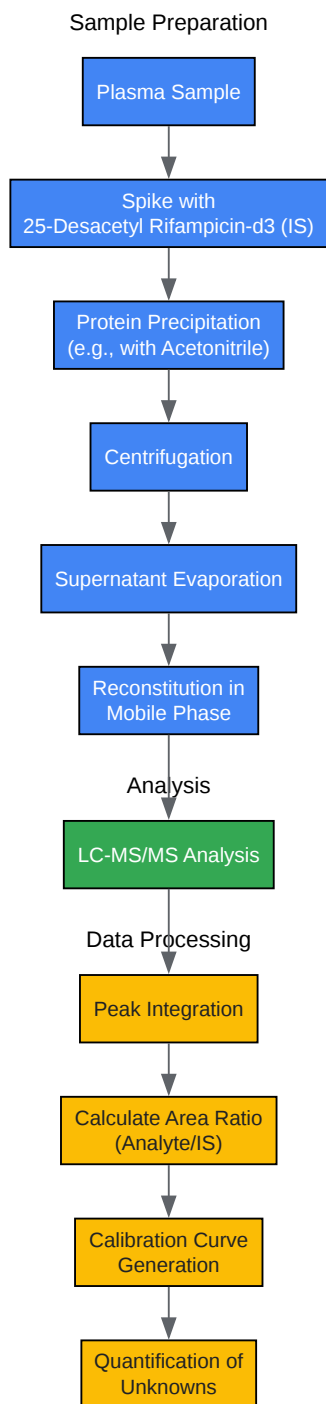 Sample Preparation
Plasma Sample
Spike with
25-Desacetyl Rifampicin-d3 (IS)
Protein Precipitation
(e.g., with Acetonitrile)
Centrifugation
Supernatant Evaporation
Reconstitution in
Mobile Phase
Analysis
LC-MS/MS Analysis
Data Processing
Peak Integration
Calculate Area Ratio
(Analyte/IS)
Calibration Curve
Generation
Quantification of
Unknowns